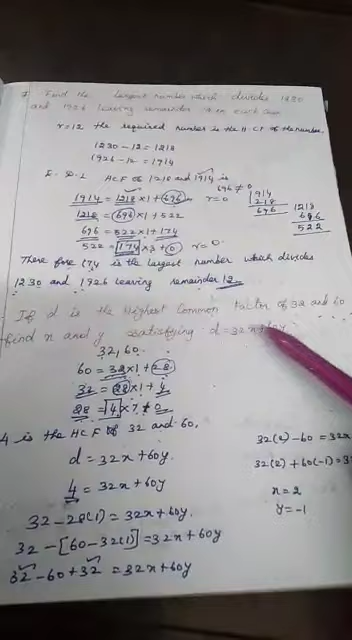 Find the largest number which divides 1230
and 1926 leaving remainder 12 in each case
r=12 the required number is the H.C.F of the number.
1230 - 12 = 1218
1926 - 12 = 1914
E. D. L HCF of 1218 and 1914 is
696 ≠ 0
1914 = 1218 x 1 + 696 r=0
1218 = 696 x 1 + 522
696 = 522 x 1 + 174
522 = 174 x 3 + 0 r=0.
1914
1218
696
1218
696
522
There fore 174 is the largest number which divides
1230 and 1926 leaving remainder 12.
If d is the Highest Common Factor of 32 and 60
find x and y satisfying d = 32x + 60y
32, 60
60 = 32 x 1 + 28
32 = 28 x 1 + 4
28 = 4 x 7 +
4 is the HCF of 32 and 60.
d = 32x + 60y
4 = 32x + 60y
32 - 28(1) = 32x + 60y
32 - [60 - 32(1)] = 32x + 60y
32 - 60 + 32 = 32x + 60y
32(2) - 60 = 32x
32(2) + 60(-1) = 3
x = 2
y = -1